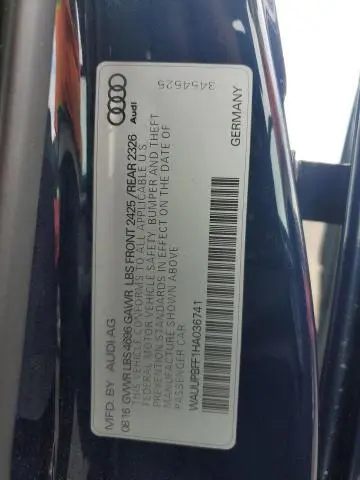 Audi
3454525
MFD. BY AUDI AG
GERMANY
08.16 GVWR LBS 4696 GAWR LBS FRONT 2425 /REAR 2326
THIS VEHICLE CONFORMS TO ALL APPLICABLE U S
FEDERAL MOTOR VEHICLE SAFETY, BUMPER AND THEFT
PREVENTION STANDARDS IN EFFECT ON THE DATE OF
MANUFACTURE SHOWN ABOVE
PASSENGER CAR
WAUUPBFF1HA036741